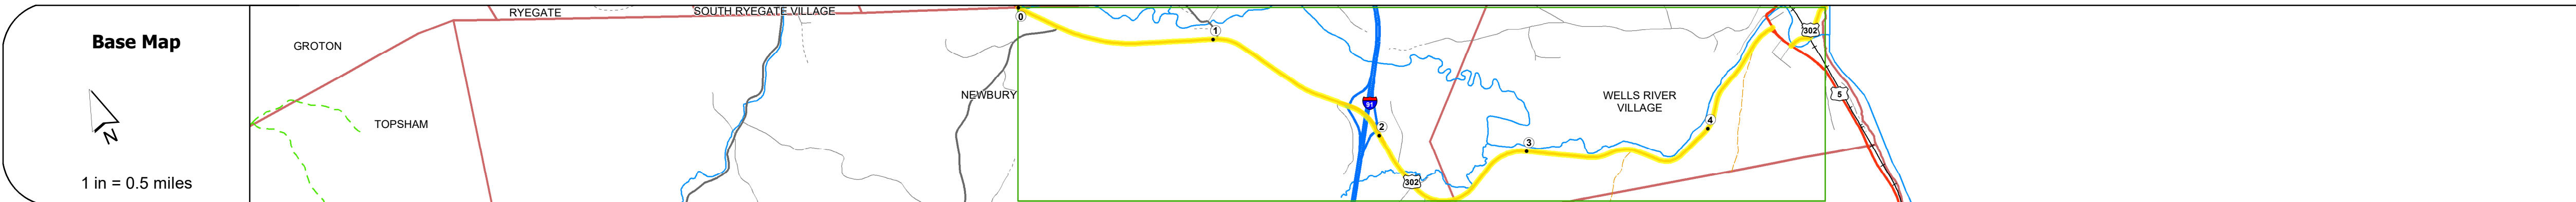 Base Map
N
1 in = 0.5 miles
GROTON
TOPSHAM
RYEGATE
SOUTH RYEGATE VILLAGE
NEWBURY
0
1
91
2
302
3
WELLS RIVER
VILLAGE
4
302
5